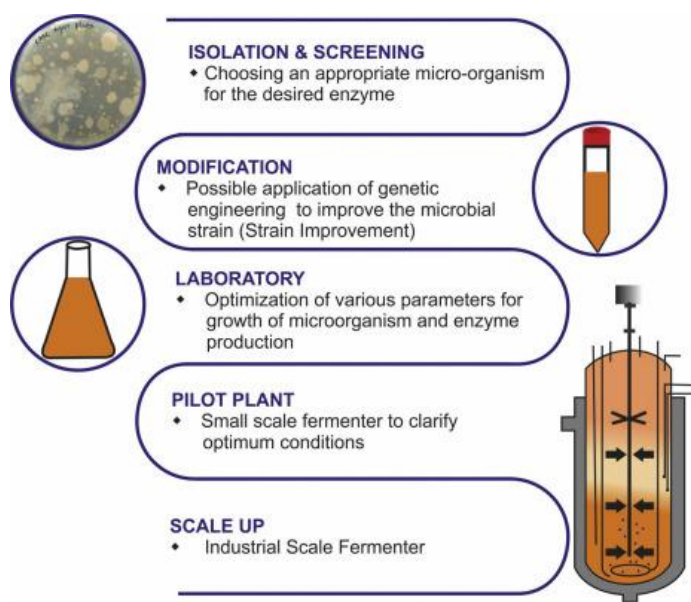 ISOLATION & SCREENING
◆ Choosing an appropriate micro-organism
for the desired enzyme
MODIFICATION
◆ Possible application of genetic
engineering to improve the microbial
strain (Strain Improvement)
LABORATORY
◆ Optimization of various parameters for
growth of microorganism and enzyme
production
PILOT PLANT
◆ Small scale fermenter to clarify
optimum conditions
SCALE UP
◆ Industrial Scale Fermenter